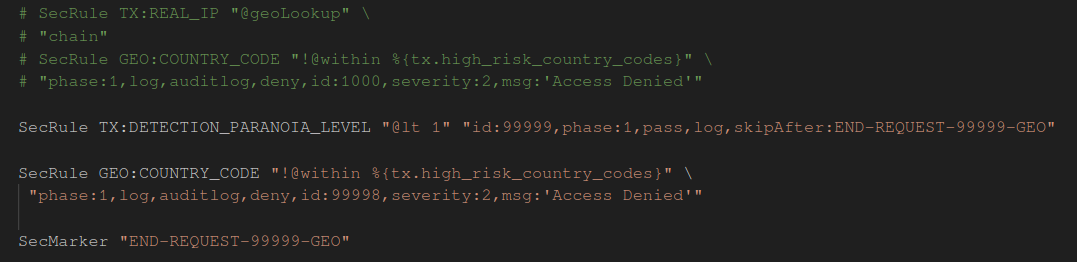 # SecRule TX:REAL_IP "@geoLookup" \
# "chain"
# SecRule GEO:COUNTRY_CODE "!@within %{tx.high_risk_country_codes}" \
# "phase:1,log,auditlog,deny,id:1000,severity:2,msg:'Access Denied'"
SecRule TX:DETECTION_PARANOIA_LEVEL "@lt 1" "id:99999,phase:1,pass,log,skipAfter:END-REQUEST-99999-GEO"
SecRule GEO:COUNTRY_CODE "!@within %{tx.high_risk_country_codes}" \
"phase:1,log,auditlog,deny,id:99998,severity:2,msg:'Access Denied'"
SecMarker "END-REQUEST-99999-GEO"